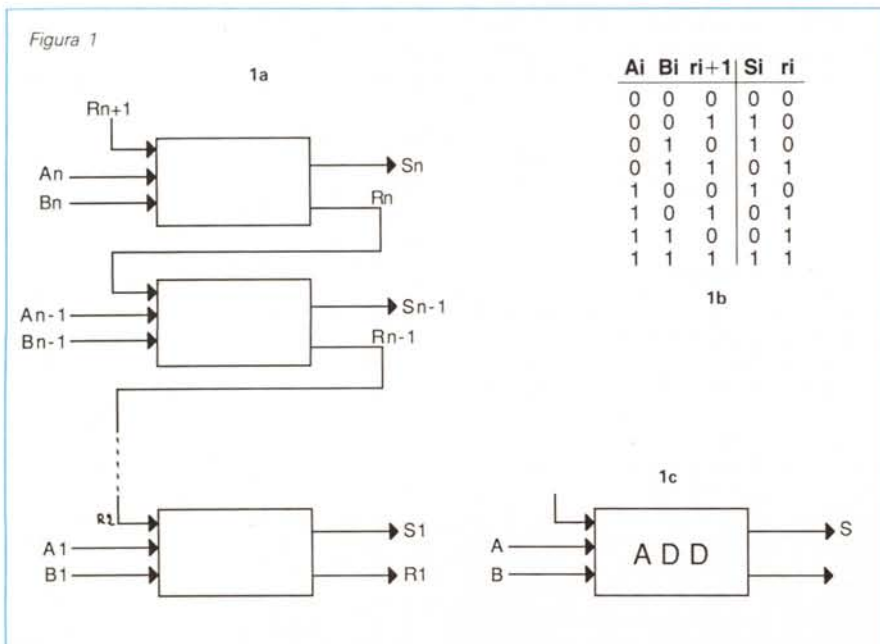 Figura 1
1a
Rn+1
An
Bn
Sn
Rn
An-1
Bn-1
Sn-1
Rn-1
R2
A1
B1
S1
R1
Ai Bi ri+1 Si ri
0 0 0 0 0
0 0 1 1 0
0 1 0 1 0
0 1 1 0 1
1 0 0 1 0
1 0 1 0 1
1 1 0 0 1
1 1 1 1 1
1b
1c
A
B
ADD
S